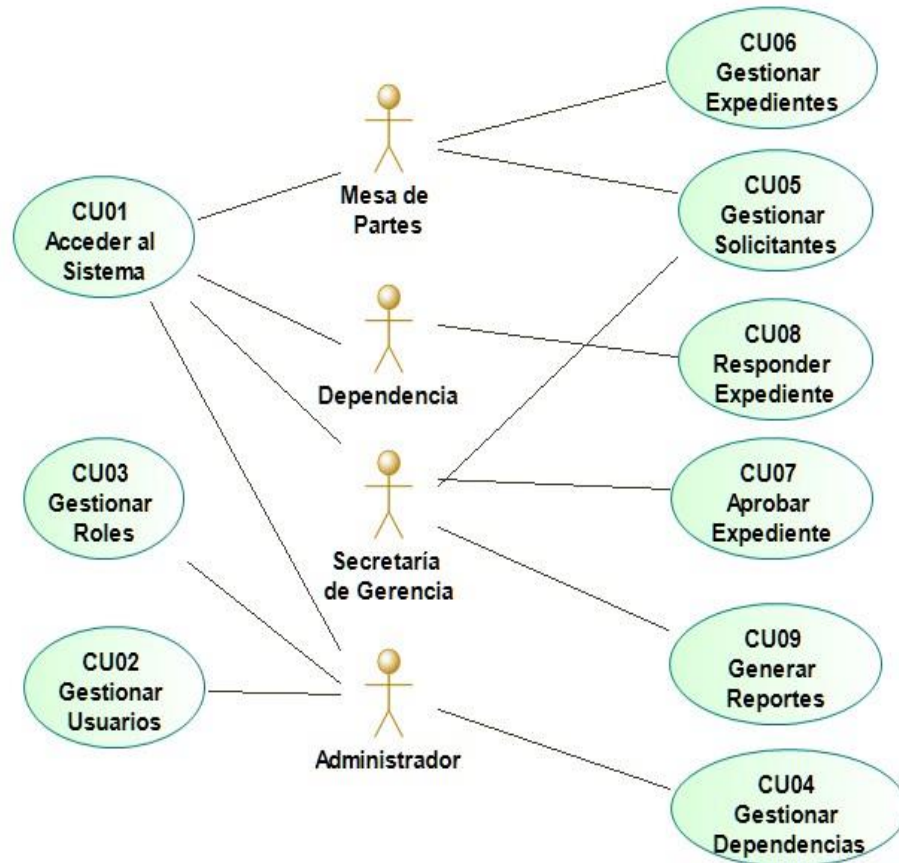 CU06
Gestionar
Expedientes
Mesa de
Partes
CU05
Gestionar
Solicitantes
CU01
Acceder al
Sistema
Dependencia
CU08
Responder
Expediente
CU03
Gestionar
Roles
Secretaría
de Gerencia
CU07
Aprobar
Expediente
CU02
Gestionar
Usuarios
Administrador
CU09
Generar
Reportes
CU04
Gestionar
Dependencias